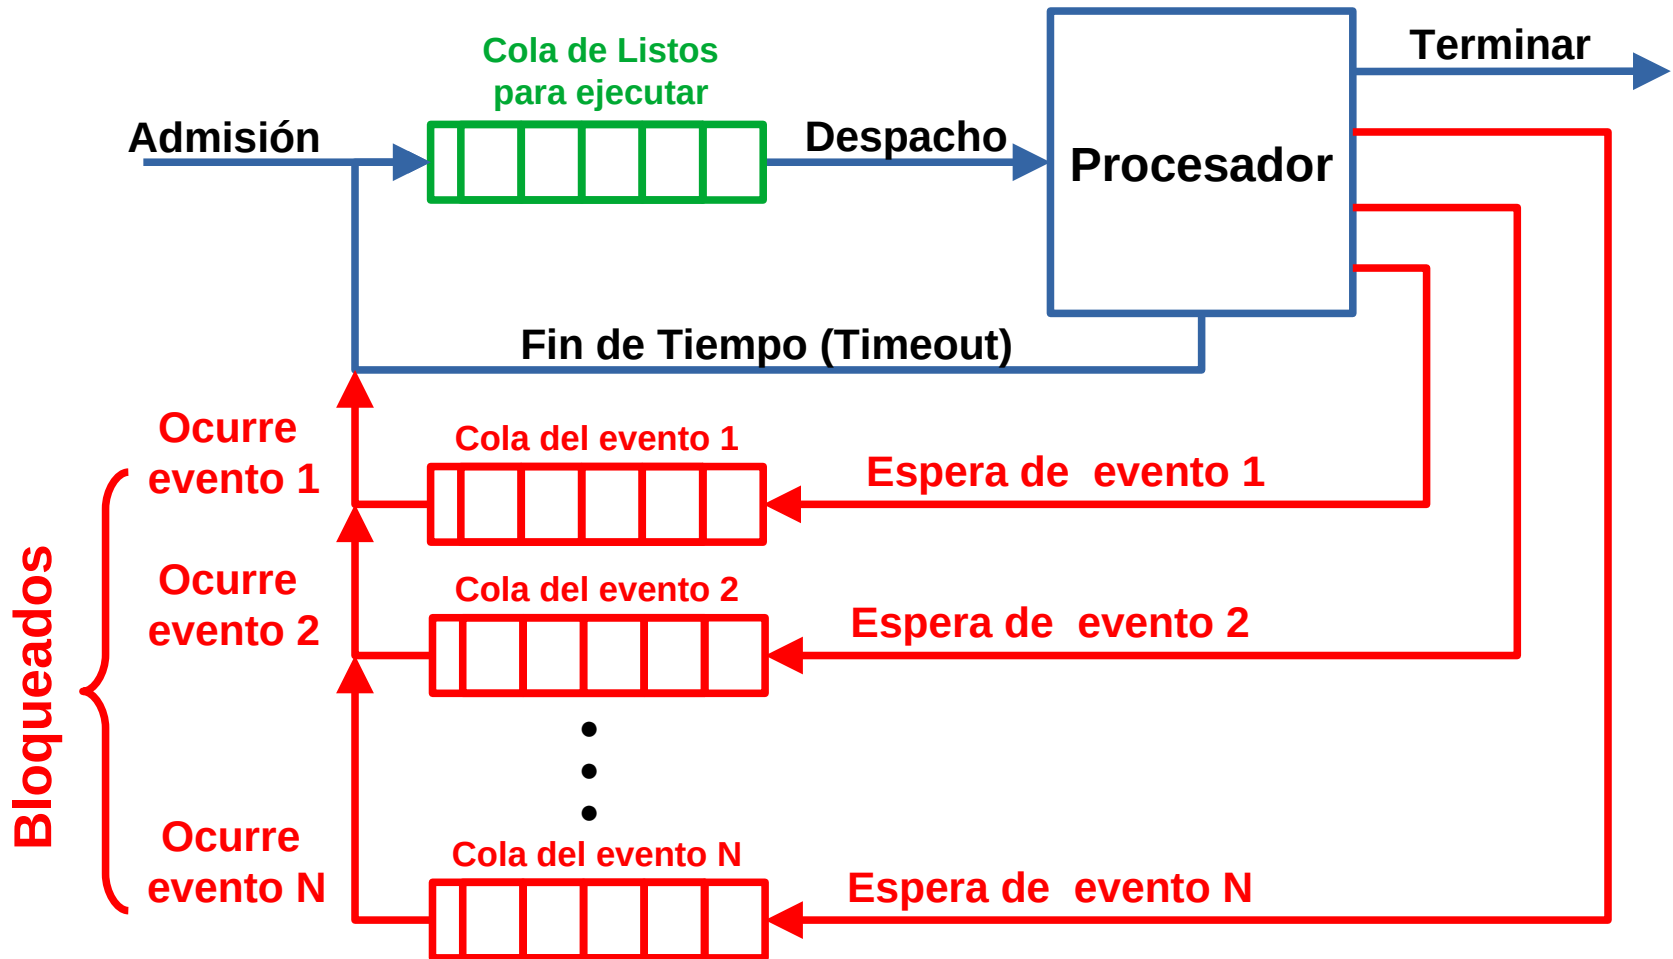 Cola de Listos
para ejecutar
Terminar
Admisión
Despacho
Procesador
Fin de Tiempo (Timeout)
Ocurre
evento 1
Cola del evento 1
Espera de  evento 1
Bloqueados
Ocurre
evento 2
Cola del evento 2
Espera de  evento 2
Ocurre
evento N
Cola del evento N
Espera de  evento N